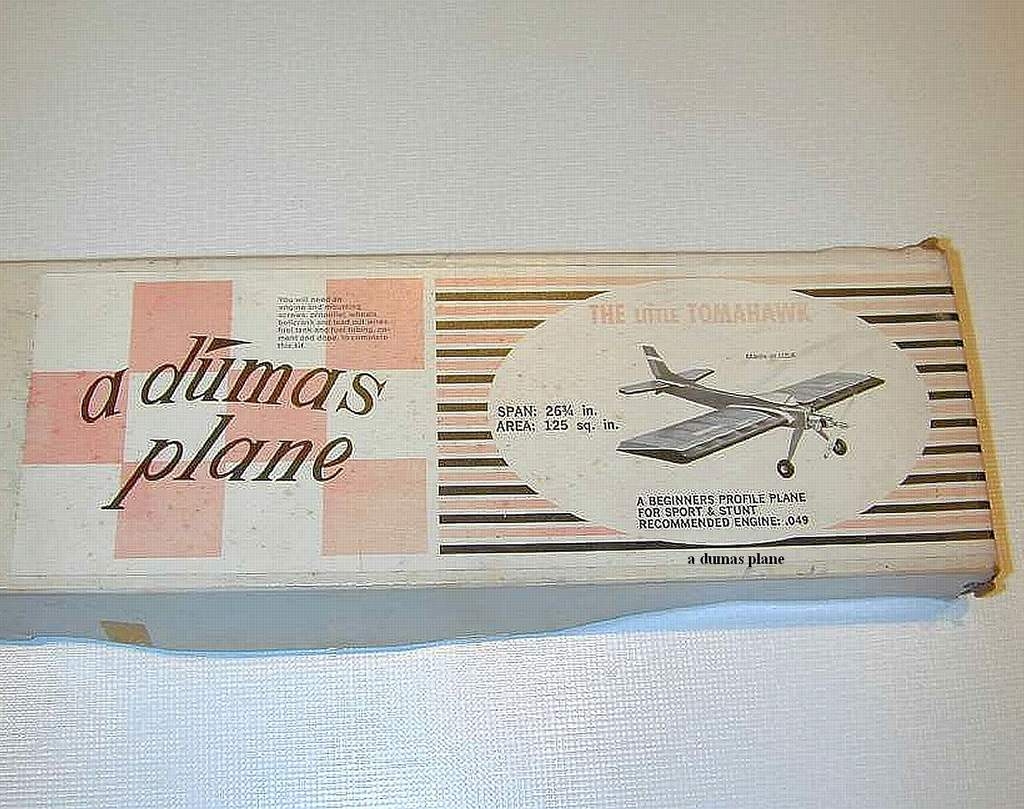 a dumas
plane
You will need an
engine and mounting
screws, propeller, wheels,
bellcrank and lead out wires,
fuel tank and fuel tubing, ce-
ment and dope, to complete
this kit.
THE LITTLE TOMAHAWK
Made in USA
SPAN: 26¾ in.
AREA: 125 sq. in.
A BEGINNERS PROFILE PLANE
FOR SPORT & STUNT
RECOMMENDED ENGINE: .049
a dumas plane